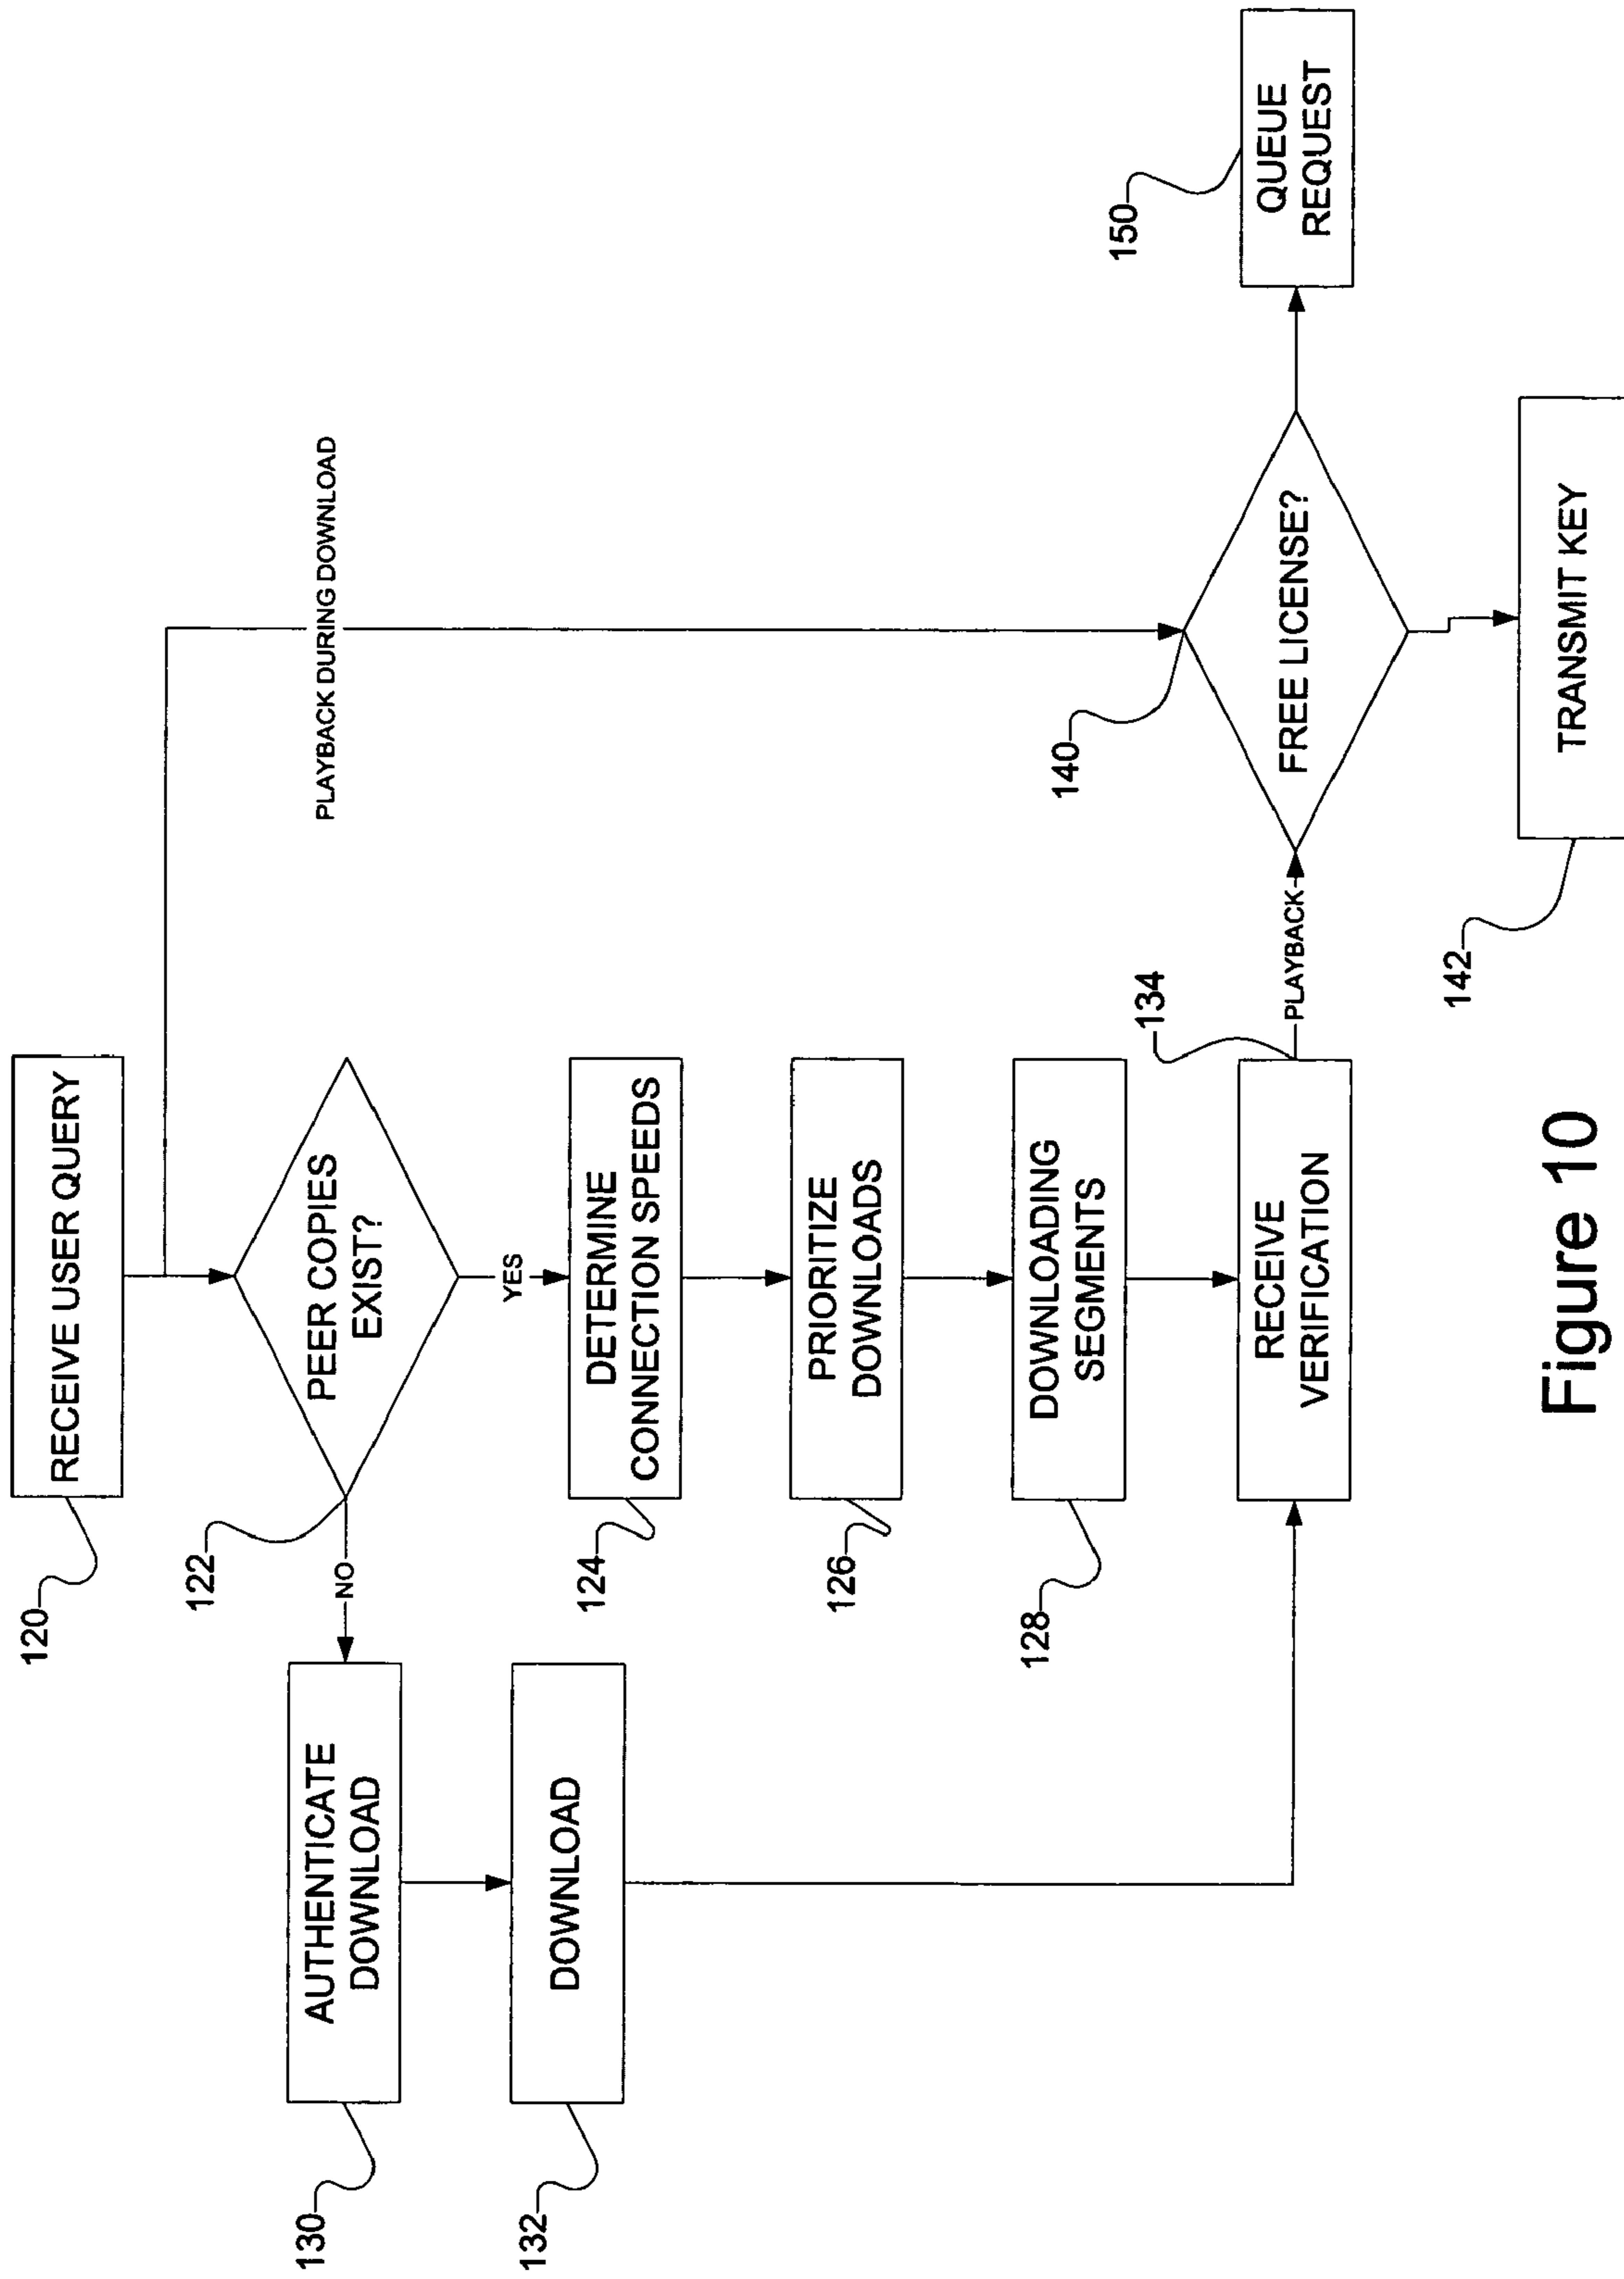 120
RECEIVE USER QUERY
PLAYBACK DURING DOWNLOAD
122
PEER COPIES
EXIST?
NO
YES
130
AUTHENTICATE
DOWNLOAD
132
DOWNLOAD
124
DETERMINE
CONNECTION SPEEDS
126
PRIORITIZE
DOWNLOADS
128
DOWNLOADING
SEGMENTS
RECEIVE
VERIFICATION
134
PLAYBACK
140
FREE LICENSE?
150
QUEUE
REQUEST
142
TRANSMIT KEY
Figure 10